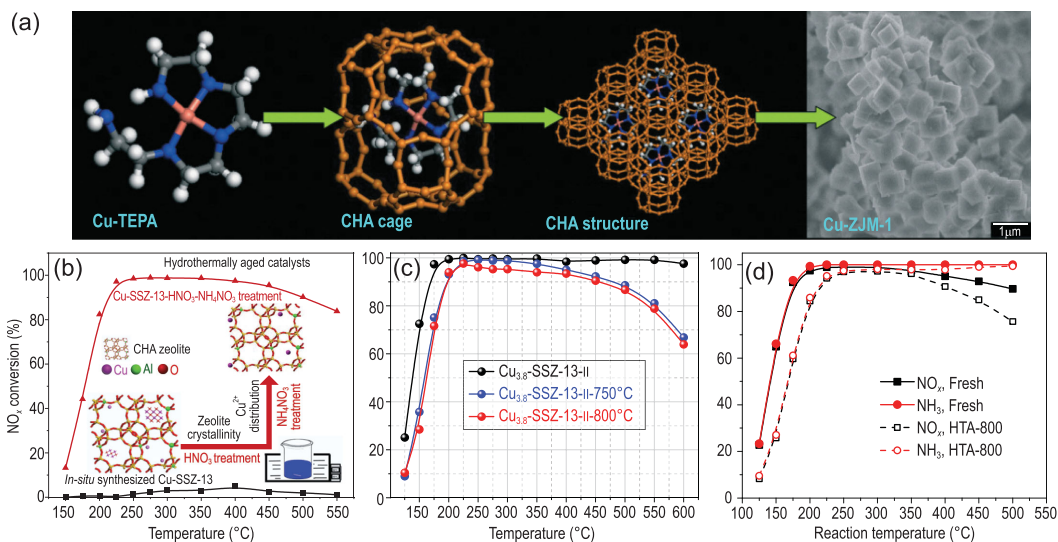 (a)
Cu-TEPA
CHA cage
CHA structure
Cu-ZJM-1
1μm
(b)
Hydrothermally aged catalysts
Cu-SSZ-13-HNO₃-NH₄NO₃ treatment
CHA zeolite
Cu Al O
Zeolite
crystallinity
HNO₃ treatment
Cu²⁺
distribution
NH₄NO₃
treatment
In-situ synthesized Cu-SSZ-13
NOₓ conversion (%)
100
80
60
40
20
0
150 200 250 300 350 400 450 500 550
Temperature (°C)
(c)
Cu₃.₈-SSZ-13-II
Cu₃.₈-SSZ-13-II-750°C
Cu₃.₈-SSZ-13-II-800°C
100
80
60
40
20
0
150 200 250 300 350 400 450 500 550 600
Temperature (°C)
(d)
NOₓ, Fresh
NH₃, Fresh
NOₓ, HTA-800
NH₃, HTA-800
100
80
60
40
20
0
100 150 200 250 300 350 400 450 500 550
Reaction temperature (°C)